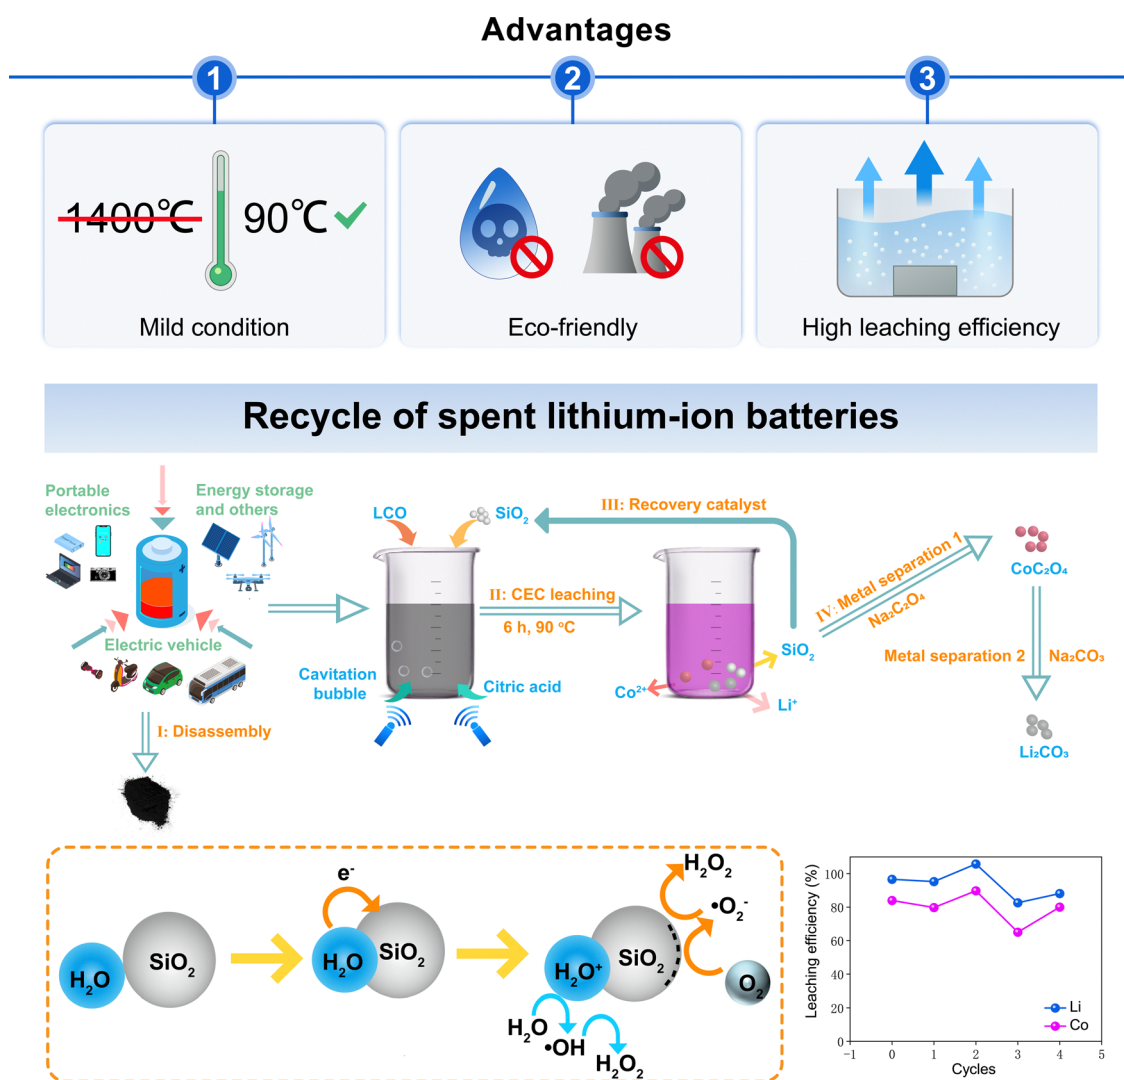 Advantages
1
2
3
1400℃
90℃
Mild condition
Eco-friendly
High leaching efficiency
Recycle of spent lithium-ion batteries
Portable
electronics
Energy storage
and others
Electric vehicle
I: Disassembly
LCO
SiO₂
Cavitation
bubble
Citric acid
II: CEC leaching
6 h, 90 °C
III: Recovery catalyst
SiO₂
Co²⁺
Li⁺
IV: Metal separation 1
Na₂C₂O₄
CoC₂O₄
Metal separation 2
Na₂CO₃
Li₂CO₃
H₂O
SiO₂
e⁻
H₂O
SiO₂
H₂O⁺
SiO₂
H₂O₂
•O₂⁻
O₂
H₂O
•OH
H₂O₂
Leaching efficiency (%)
100
80
60
40
20
0
-1
0
1
2
3
4
5
Cycles
Li
Co